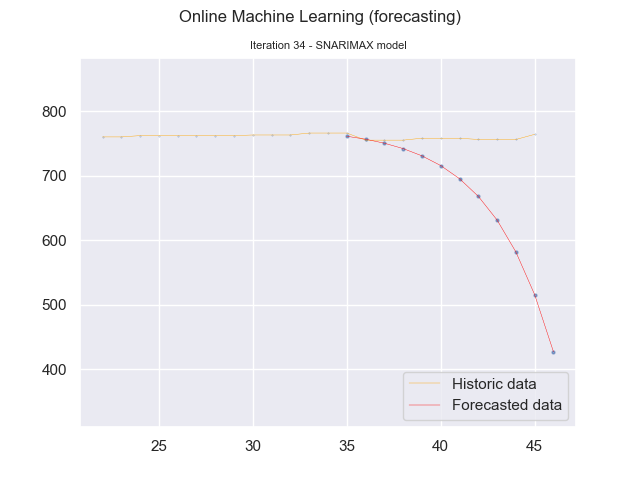 Online Machine Learning (forecasting)
Iteration 34 - SNARIMAX model
800
700
600
500
400
25
30
35
40
45
Historic data
Forecasted data